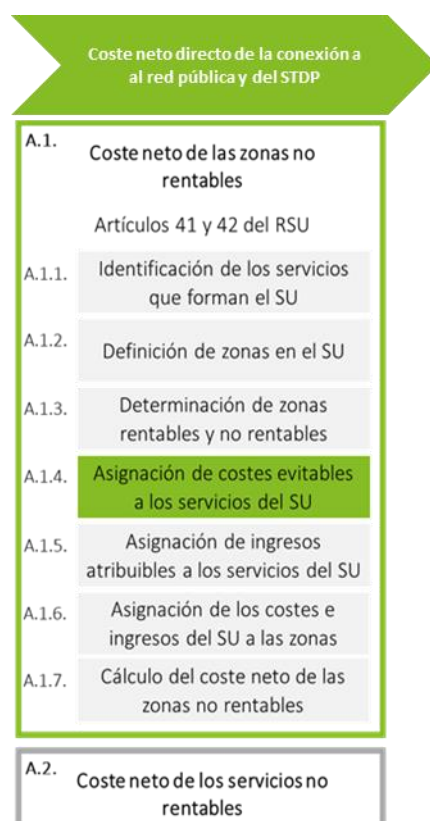 Coste neto directo de la conexión a
al red pública y del STDP
A.1.
Coste neto de las zonas no
rentables
Artículos 41 y 42 del RSU
A.1.1.
Identificación de los servicios
que forman el SU
A.1.2.
Definición de zonas en el SU
A.1.3.
Determinación de zonas
rentables y no rentables
A.1.4.
Asignación de costes evitables
a los servicios del SU
A.1.5.
Asignación de ingresos
atribuibles a los servicios del SU
A.1.6.
Asignación de los costes e
ingresos del SU a las zonas
A.1.7.
Cálculo del coste neto de las
zonas no rentables
A.2.
Coste neto de los servicios no
rentables